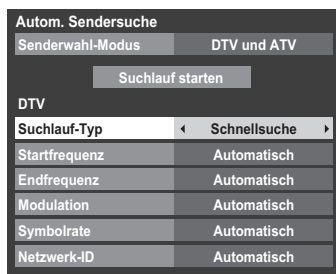 Autom. Sendersuche
Senderwahl-Modus DTV und ATV
Suchlauf starten
DTV
Suchlauf-Typ Schnellsuche
Startfrequenz Automatisch
Endfrequenz Automatisch
Modulation Automatisch
Symbolrate Automatisch
Netzwerk-ID Automatisch